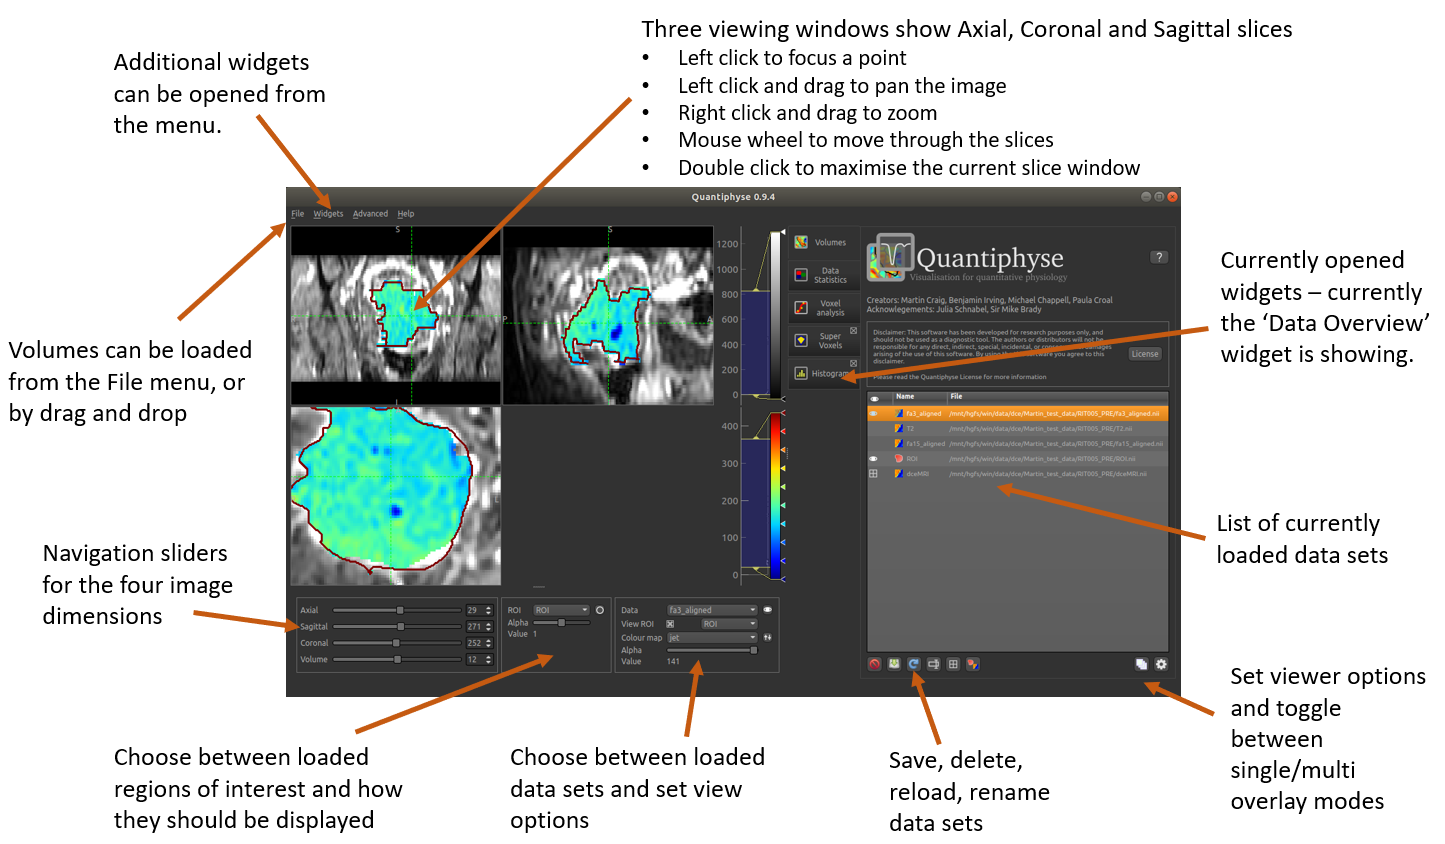 Three viewing windows show Axial, Coronal and Sagittal slices
• Left click to focus a point
• Left click and drag to pan the image
• Right click and drag to zoom
• Mouse wheel to move through the slices
• Double click to maximise the current slice window
Additional widgets
can be opened from
the menu.
Volumes can be loaded
from the File menu, or
by drag and drop
Navigation sliders
for the four image
dimensions
Quantiphyse 0.9.4
File Widgets Advanced Help
S
S
P
A
L
1200
1000
800
600
400
200
0
400
300
200
100
0
Volumes
Data
Statistics
Voxel
analysis
Super
Voxels
Histogram
Quantiphyse
Visualisation for quantitative physiology
?
Creators: Martin Craig, Benjamin Irving, Michael Chappell, Paula Croal
Acknowlegements: Julia Schnabel, Sir Mike Brady
Disclaimer: This software has been developed for research purposes only, and
should not be used as a diagnostic tool. The authors or distributors will not be
responsible for any direct, indirect, special, incidental, or damages
arising of the use of this software. By using the software you agree to this
disclaimer.
Please read the Quantiphyse License for more information
License
Name File
fa3_aligned /mnt/hgfs/win/data/dce/Martin_test_data/RIT005_PRE/fa3_aligned.nii
T2 /mnt/hgfs/win/data/dce/Martin_test_data/RIT005_PRE/T2.nii
fa15_aligned /mnt/hgfs/win/data/dce/Martin_test_data/RIT005_PRE/fa15_aligned.nii
ROI /mnt/hgfs/win/data/dce/Martin_test_data/RIT005_PRE/ROI.nii
dceMRI /mnt/hgfs/win/data/dce/Martin_test_data/RIT005_PRE/dceMRI.nii
Axial 29
Sagittal 271
Coronal 252
Volume 12
ROI ROI
Alpha
Value 1
Data fa3_aligned
View ROI ROI
Colour map jet
Alpha
Value 141
Currently opened
widgets – currently
the ‘Data Overview’
widget is showing.
List of currently
loaded data sets
Set viewer options
and toggle
between
single/multi
overlay modes
Choose between loaded
regions of interest and how
they should be displayed
Choose between loaded
data sets and set view
options
Save, delete,
reload, rename
data sets